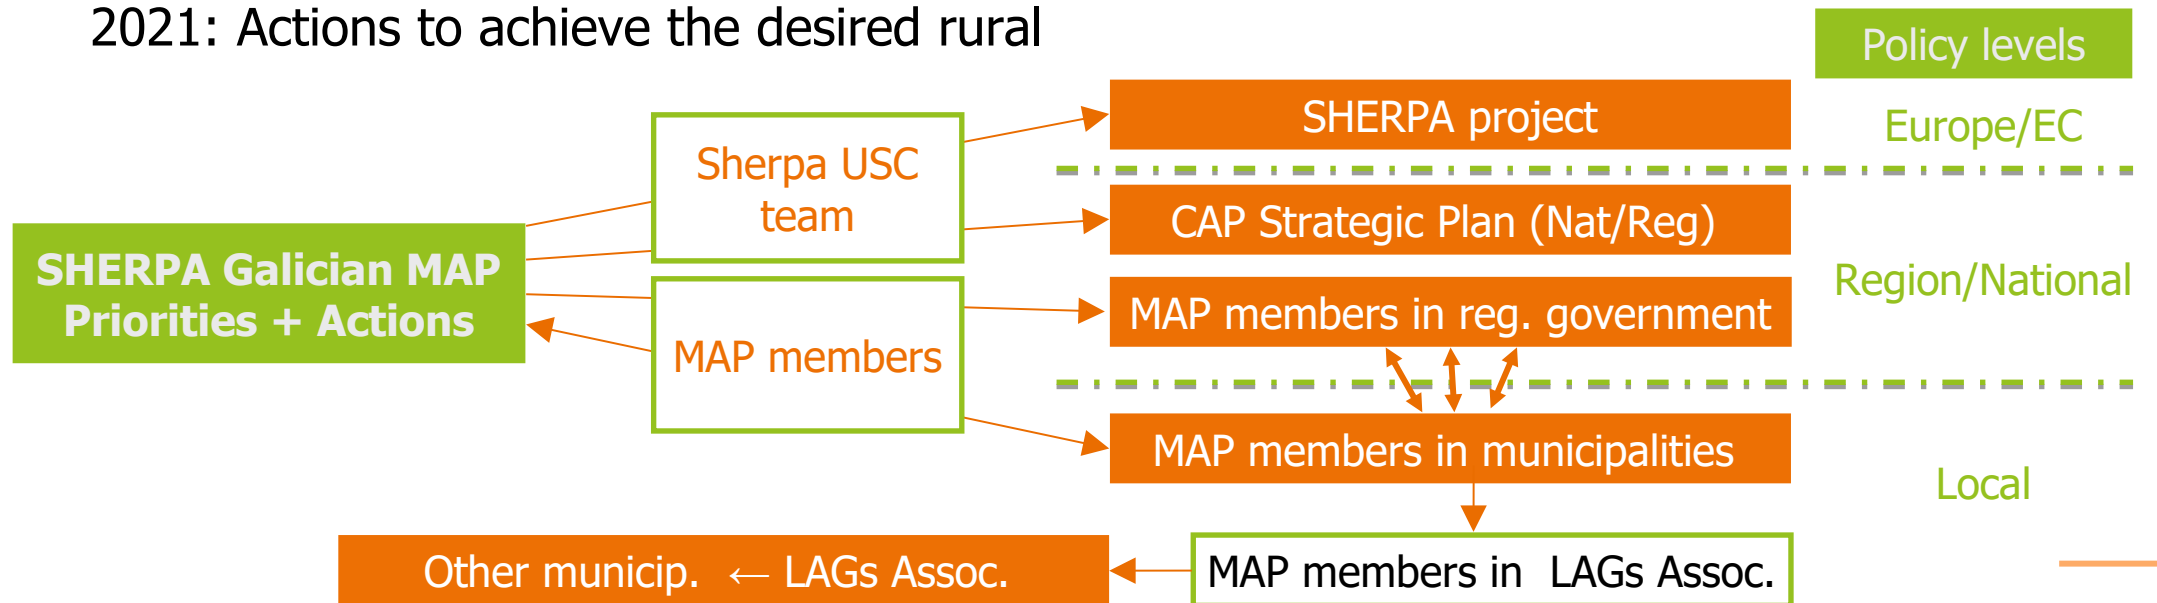 2021: Actions to achieve the desired rural
Policy levels
SHERPA project
Europe/EC
Sherpa USC
team
CAP Strategic Plan (Nat/Reg)
SHERPA Galician MAP
Priorities + Actions
Region/National
MAP members in reg. government
MAP members
MAP members in municipalities
Local
Other municip. ← LAGs Assoc.
MAP members in LAGs Assoc.